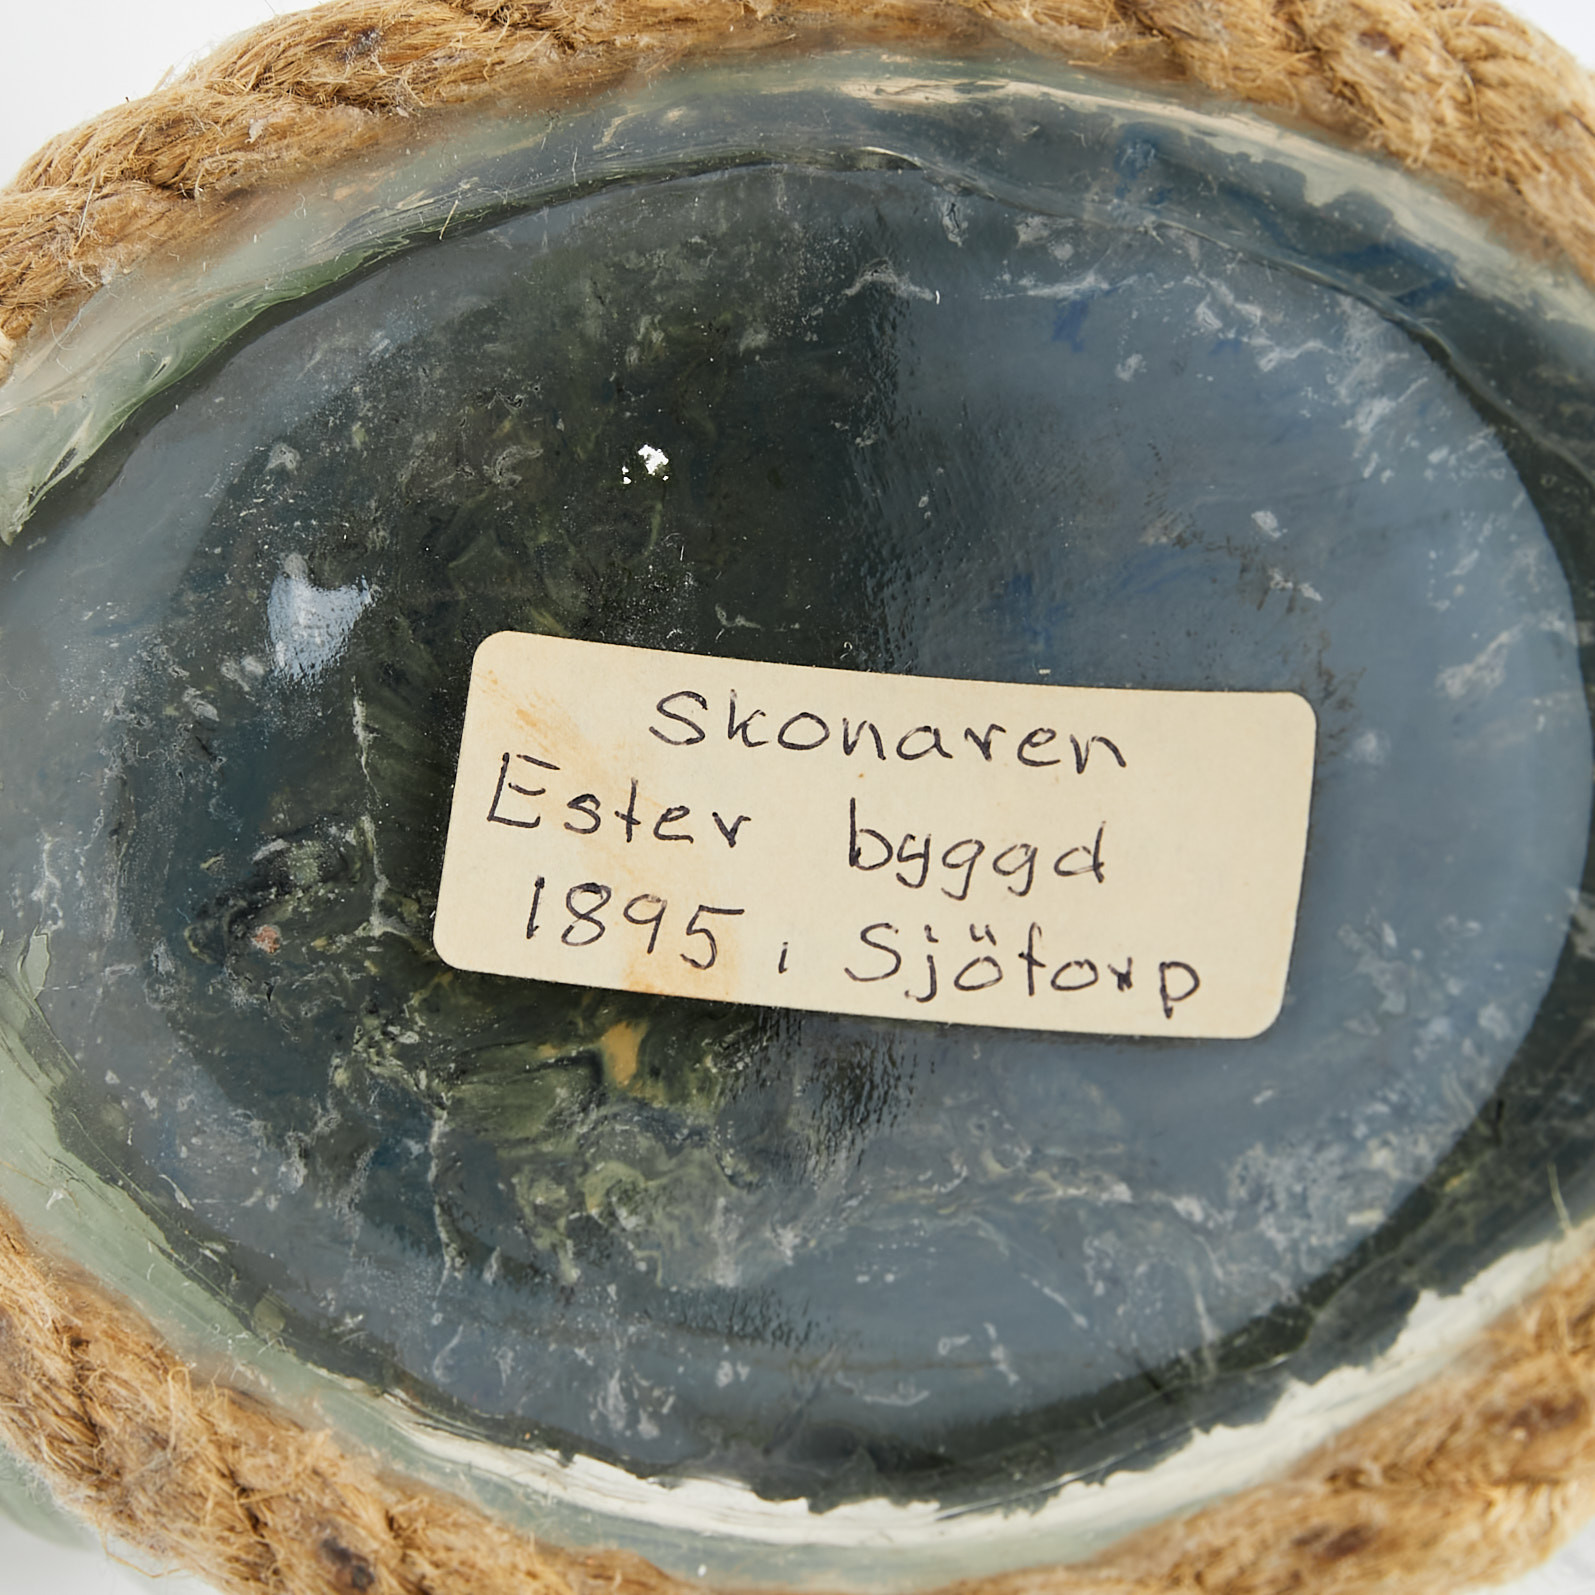 Skonaren
Ester byggd
1895 i Sjötorp